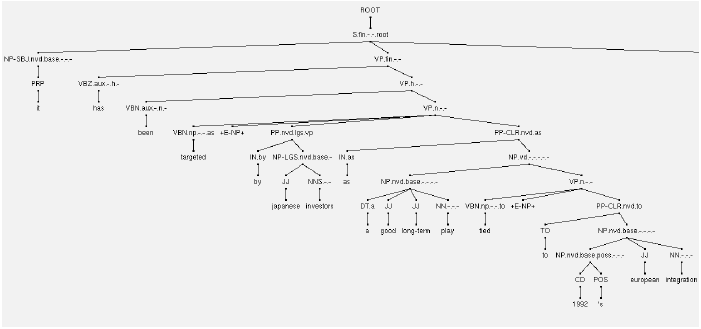 ROOT
S.fin.-.-.root
NP-SBJ.nvd.base.-.-.- VP.fin.-.-
PRP VBZ.aux.-.h.- VP.h.-.-
it has VBN.aux.-.n.- VP.n.-.-
been VBN.np.-.-.as +E-NP+ PP.nvd.lgs.vp PP-CLR.nvd.as
targeted IN.by NP-LGS.nvd.base.- IN.as NP.vd.-.-.-.-.-
by JJ NNS.-.- as NP.nvd.base.-.-.-.- VP.n.-.-
japanese investors DT.a JJ JJ NN.-.-.- VBN.np.-.-.to +E-NP+ PP-CLR.nvd.to
a good long-term play tied TO NP.nvd.base.-.-.-.-
to NP.nvd.base.poss.-.-.- JJ NN.-.-.-
CD POS european integration
1992 's